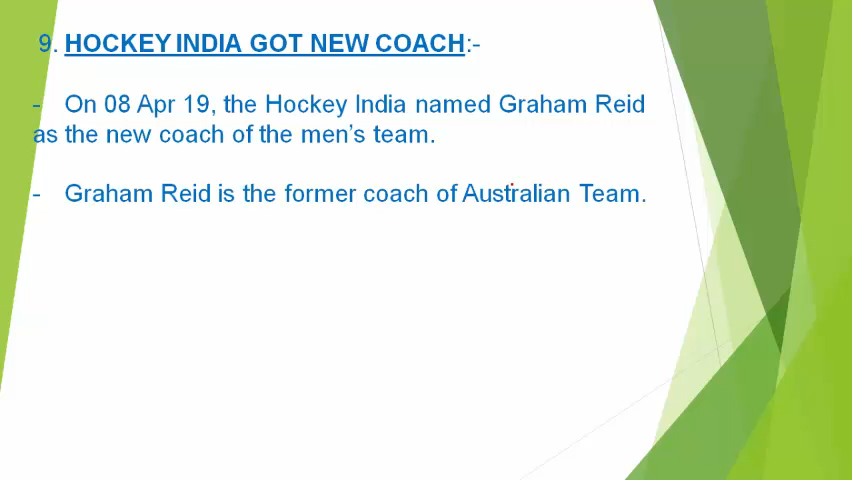 9. HOCKEY INDIA GOT NEW COACH:-
- On 08 Apr 19, the Hockey India named Graham Reid
as the new coach of the men’s team.
- Graham Reid is the former coach of Australian Team.